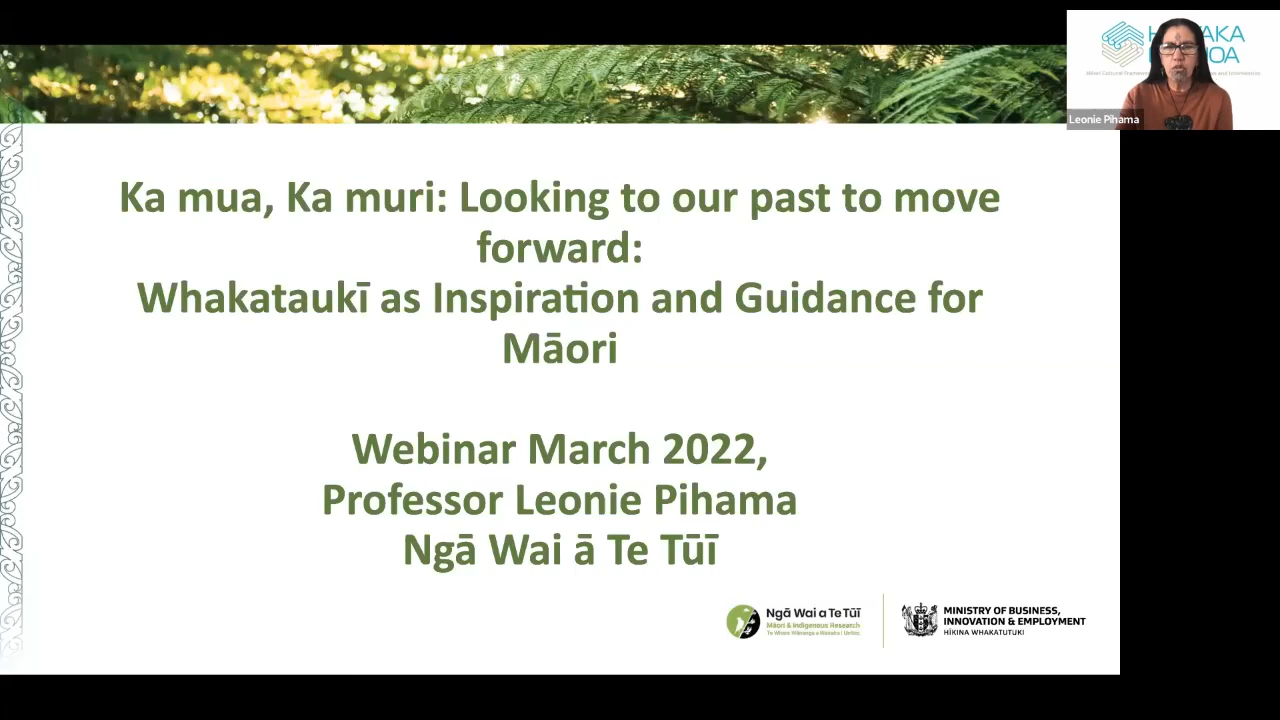 Ka mua, Ka muri: Looking to our past to move
forward:
Whakataukī as Inspiration and Guidance for
Māori
Webinar March 2022,
Professor Leonie Pihama
Ngā Wai ā Te Tūī
Ngā Wai a Te Tūī
Māori & Indigenous Research
MINISTRY OF BUSINESS,
INNOVATION & EMPLOYMENT
HĪKINA WHAKATUTUKI
Leonie Pihama